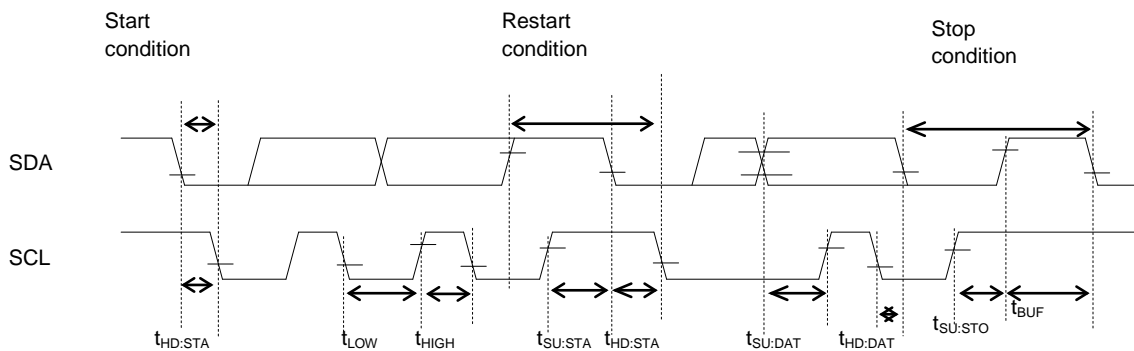 Start
condition
Restart
condition
Stop
condition
SDA
SCL
tHD:STA
tLOW
tHIGH
tSU:STA
tHD:STA
tSU:DAT
tHD:DAT
tSU:STO
tBUF